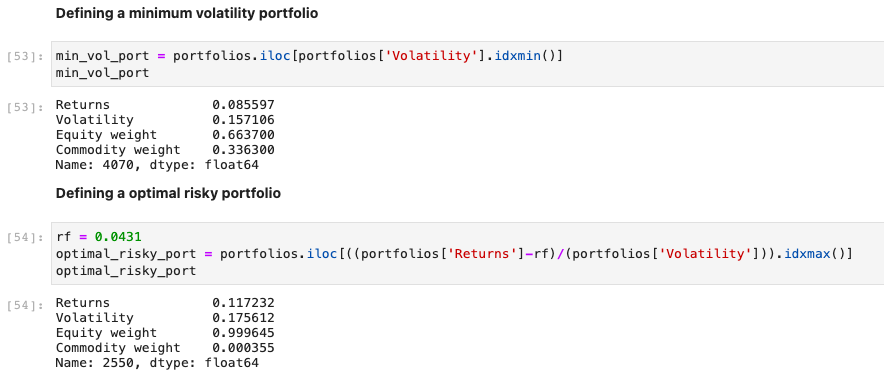 Defining a minimum volatility portfolio
[53]: min_vol_port = portfolios.iloc[portfolios['Volatility'].idxmin()]
min_vol_port
[53]: Returns 0.085597
Volatility 0.157106
Equity weight 0.663700
Commodity weight 0.336300
Name: 4070, dtype: float64
Defining a optimal risky portfolio
[54]: rf = 0.0431
optimal_risky_port = portfolios.iloc[((portfolios['Returns']-rf)/(portfolios['Volatility'])).idxmax()]
optimal_risky_port
[54]: Returns 0.117232
Volatility 0.175612
Equity weight 0.999645
Commodity weight 0.000355
Name: 2550, dtype: float64